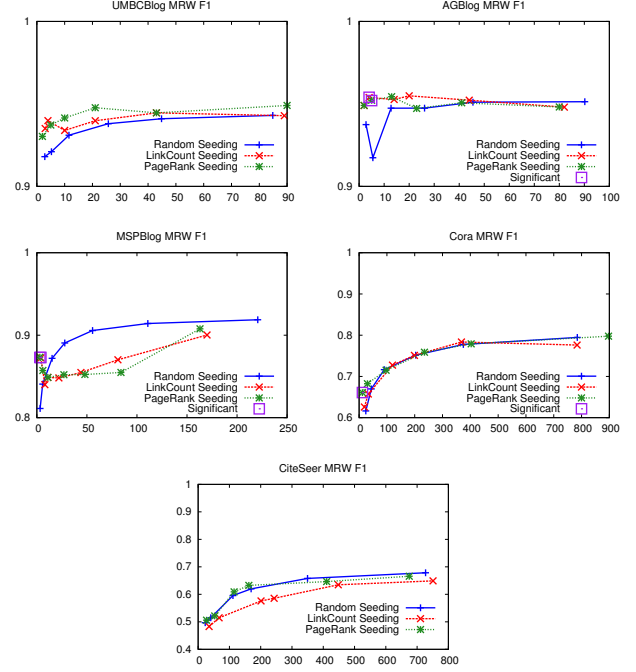 UMBCBlog MRW F1
1
0.9
0 10 20 30 40 50 60 70 80 90
Random Seeding
LinkCount Seeding
PageRank Seeding
AGBlog MRW F1
1
0.9
0 10 20 30 40 50 60 70 80 90 100
Random Seeding
LinkCount Seeding
PageRank Seeding
Significant
MSPBlog MRW F1
1
0.9
0.8
0 50 100 150 200 250
Random Seeding
LinkCount Seeding
PageRank Seeding
Significant
Cora MRW F1
1
0.9
0.8
0.7
0.6
0 100 200 300 400 500 600 700 800 900
Random Seeding
LinkCount Seeding
PageRank Seeding
Significant
CiteSeer MRW F1
1
0.9
0.8
0.7
0.6
0.5
0.4
0 100 200 300 400 500 600 700 800
Random Seeding
LinkCount Seeding
PageRank Seeding